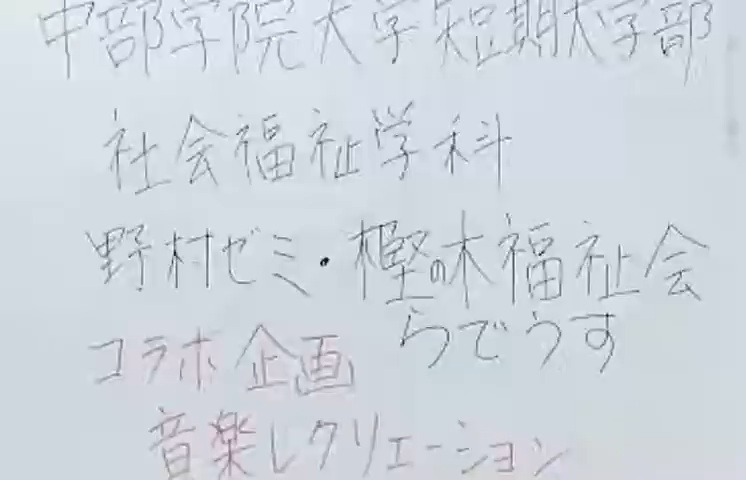 中部学院大学短期大学部
社会福祉学科
野村ゼミ・樫の木福祉会
らでうす
コラボ企画
音楽レクリエーション